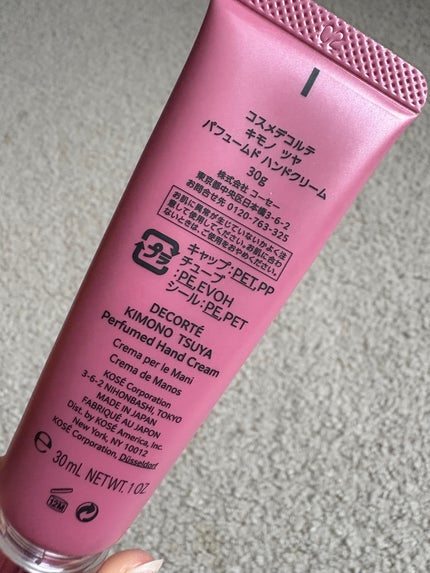 02
コスメデコルテ
キモノ ツヤ
パフュームド ハンドクリーム
30g
株式会社 コーセー
東京都中央区日本橋3-6-2
お問合せ先 0120-763-325
お肌に異常が生じていないかよく注
意して使用してください。お肌に合わ
ないときは、ご使用をおやめください。
プラ
キャップ:PET,PP
チューブ
:PE,EVOH
シール:PE,PET
DECORTÉ
KIMONO TSUYA
Perfumed Hand Cream
Crema per le Mani
Crema de Manos
KOSÉ Corporation
3-6-2 NIHONBASHI, TOKYO
MADE IN JAPAN
FABRIQUÉ AU JAPON
Dist. by KOSÉ America, Inc.
New York, NY 10012
KOSÉ Corporation, Düsseldorf
℮ 30mL NETWT. 1 OZ
12M